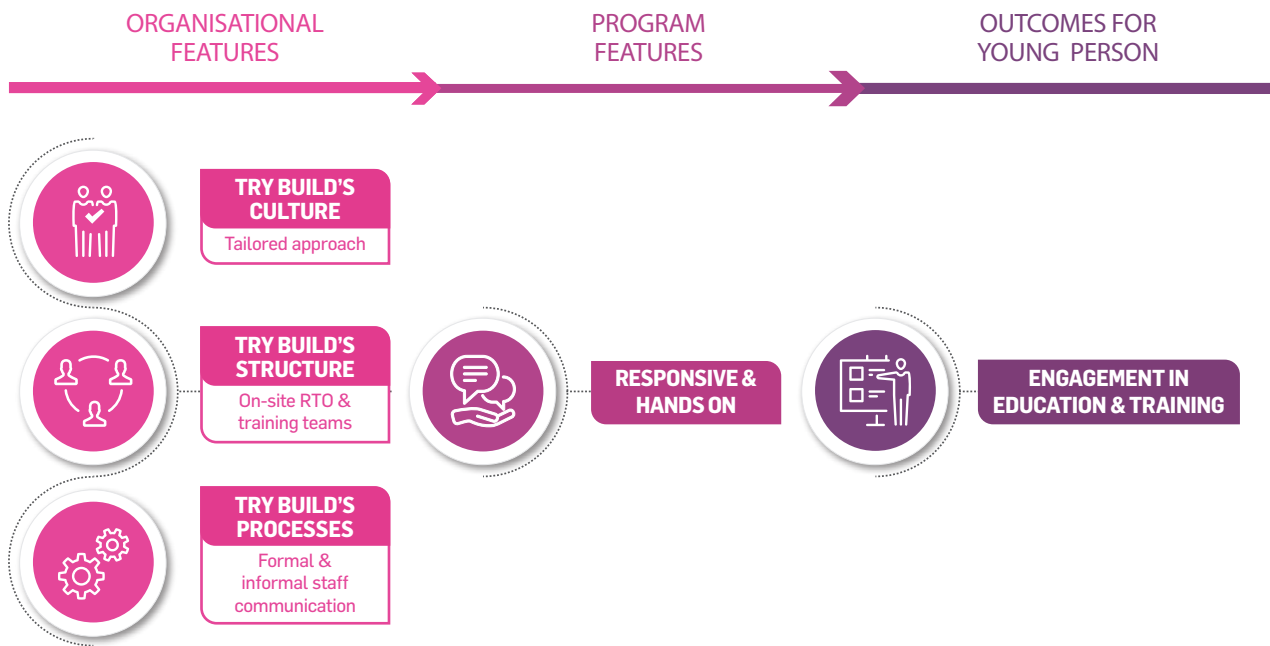 ORGANISATIONAL
FEATURES
PROGRAM
FEATURES
OUTCOMES FOR
YOUNG PERSON
TRY BUILD'S
CULTURE
Tailored approach
TRY BUILD'S
STRUCTURE
On-site RTO &
training teams
RESPONSIVE &
HANDS ON
ENGAGEMENT IN
EDUCATION & TRAINING
TRY BUILD'S
PROCESSES
Formal &
informal staff
communication